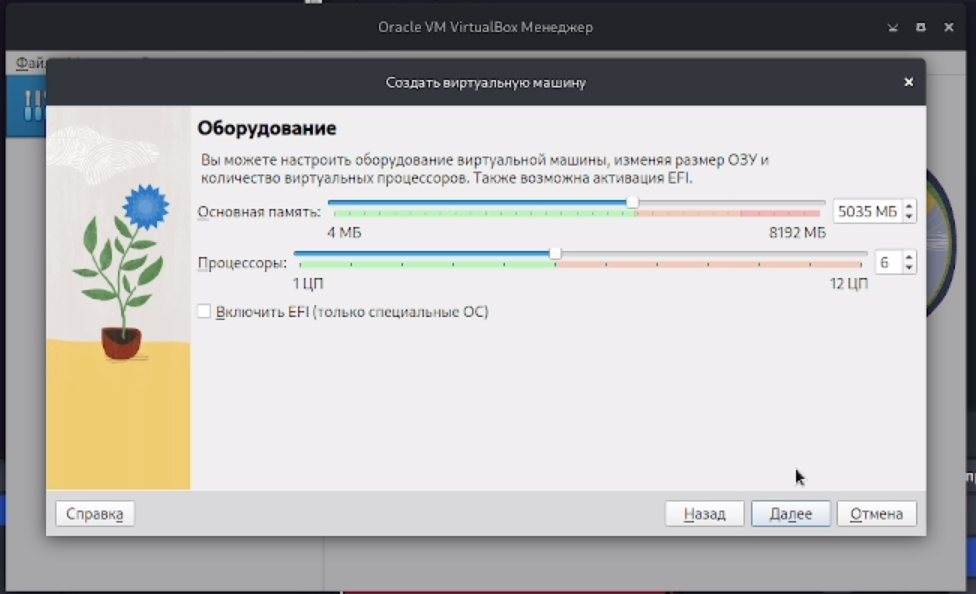 Oracle VM VirtualBox Менеджер
Файл
Создать виртуальную машину
Оборудование
Вы можете настроить оборудование виртуальной машины, изменяя размер ОЗУ и
количество виртуальных процессоров. Также возможна активация EFI.
Основная память: 5035 МБ
4 МБ 8192 МБ
Процессоры: 6
1 ЦП 12 ЦП
Включить EFI (только специальные ОС)
Справка Назад Далее Отмена